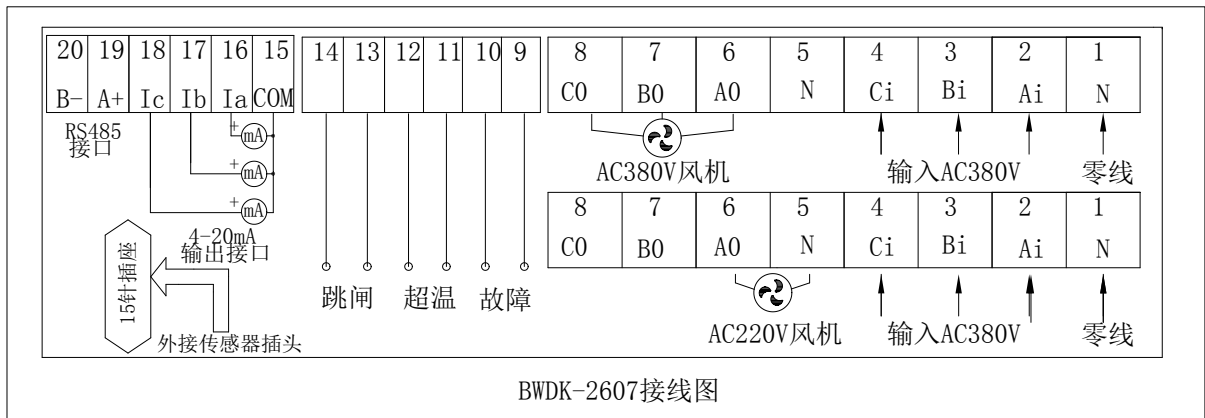 20 19 18 17 16 15 14 13 12 11 10 9 8 7 6 5 4 3 2 1
B- A+ Ic Ib Ia COM C0 B0 A0 N Ci Bi Ai N
RS485
接口
+ mA
+ mA
+ mA
4-20mA
输出接口
AC380V风机 输入AC380V 零线
8 7 6 5 4 3 2 1
C0 B0 A0 N Ci Bi Ai N
跳闸 超温 故障
AC220V风机 输入AC380V 零线
15针插座
外接传感器插头
BWDK-2607接线图